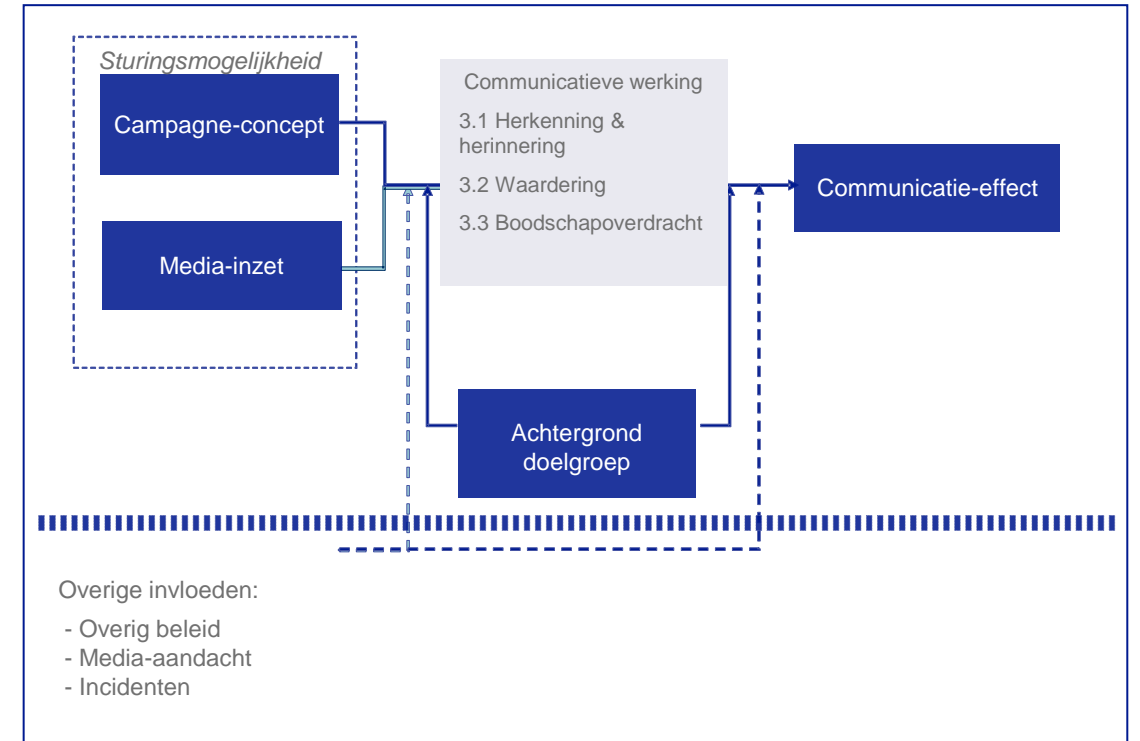 Sturingsmogelijkheid
Campagne-concept
Media-inzet
Communicatieve werking
3.1 Herkenning &
herinnering
3.2 Waardering
3.3 Boodschapoverdracht
Communicatie-effect
Achtergrond
doelgroep
Overige invloeden:
- Overig beleid
- Media-aandacht
- Incidenten